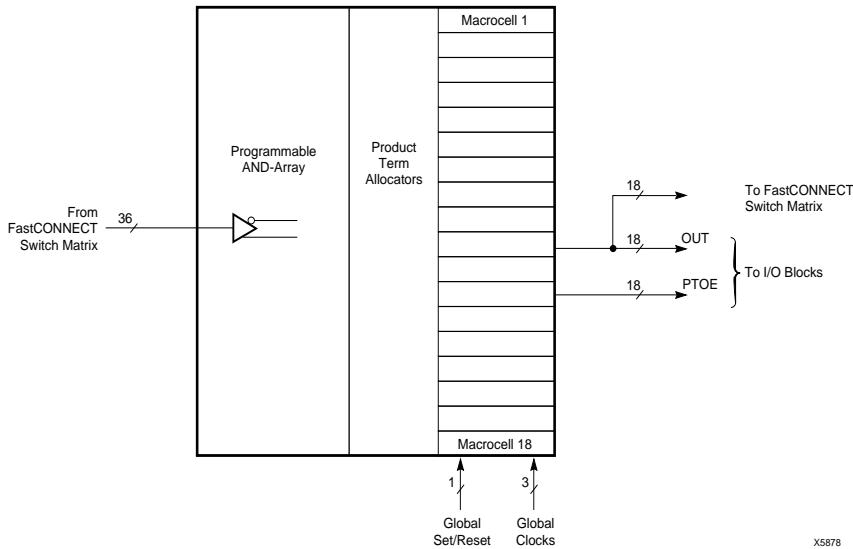 Macrocell 1
Programmable
AND-Array
Product
Term
Allocators
From
FastCONNECT
Switch Matrix
36
18
To FastCONNECT
Switch Matrix
18
OUT
To I/O Blocks
18
PTOE
Macrocell 18
1
3
Global
Set/Reset
Global
Clocks
X5878